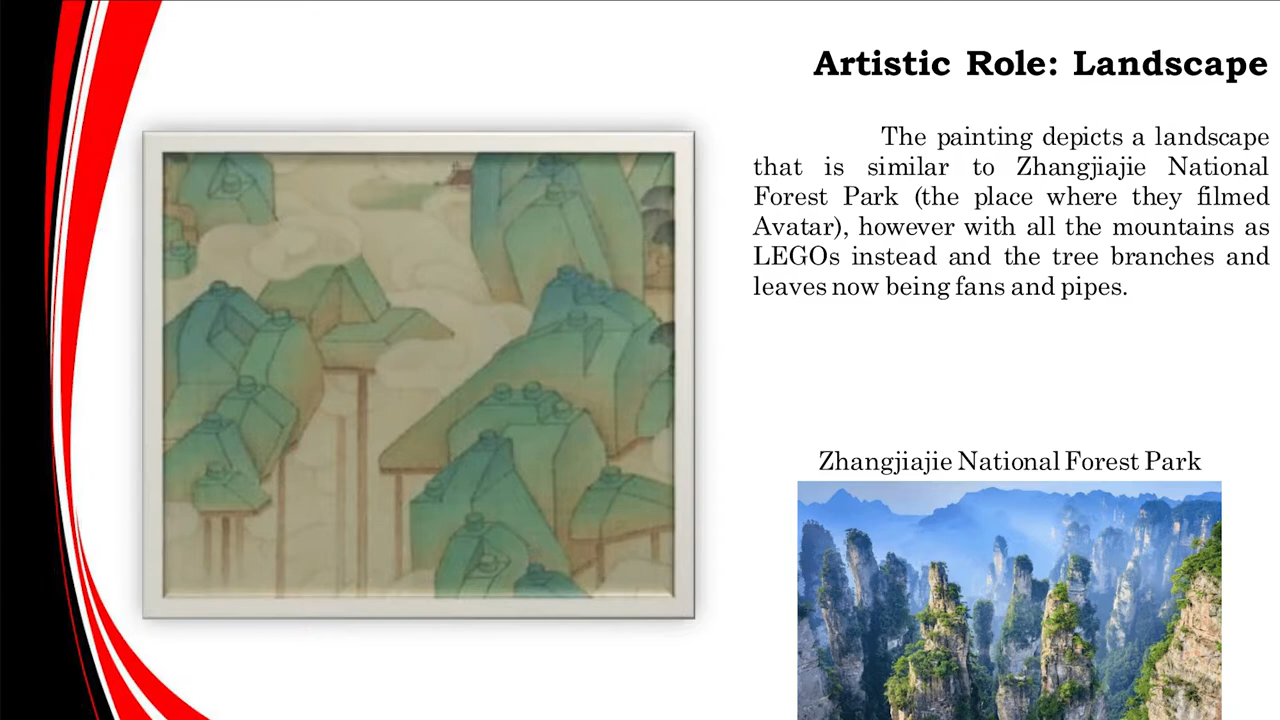 Artistic Role: Landscape
The painting depicts a landscape
that is similar to Zhangjiajie National
Forest Park (the place where they filmed
Avatar), however with all the mountains as
LEGOs instead and the tree branches and
leaves now being fans and pipes.
Zhangjiajie National Forest Park